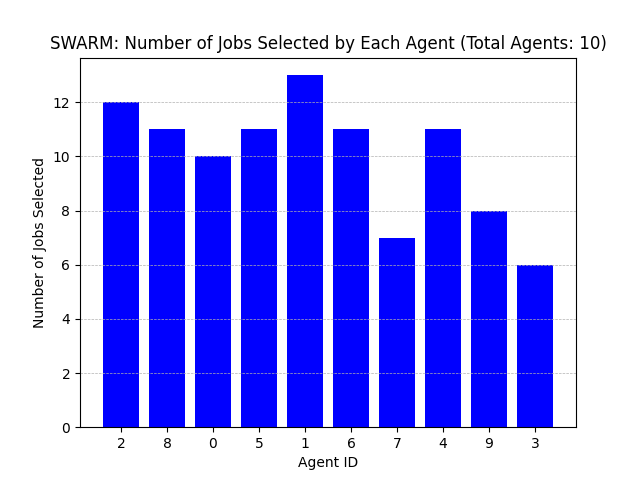 SWARM: Number of Jobs Selected by Each Agent (Total Agents: 10)
Number of Jobs Selected
12
10
8
6
4
2
0
2 8 0 5 1 6 7 4 9 3
Agent ID